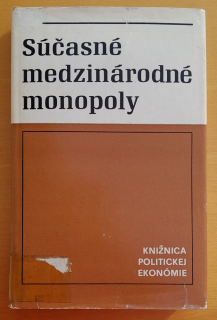 Súčasné
medzinárodné
monopoly
KNIŽNICA
POLITICKEJ
EKONÓMIE